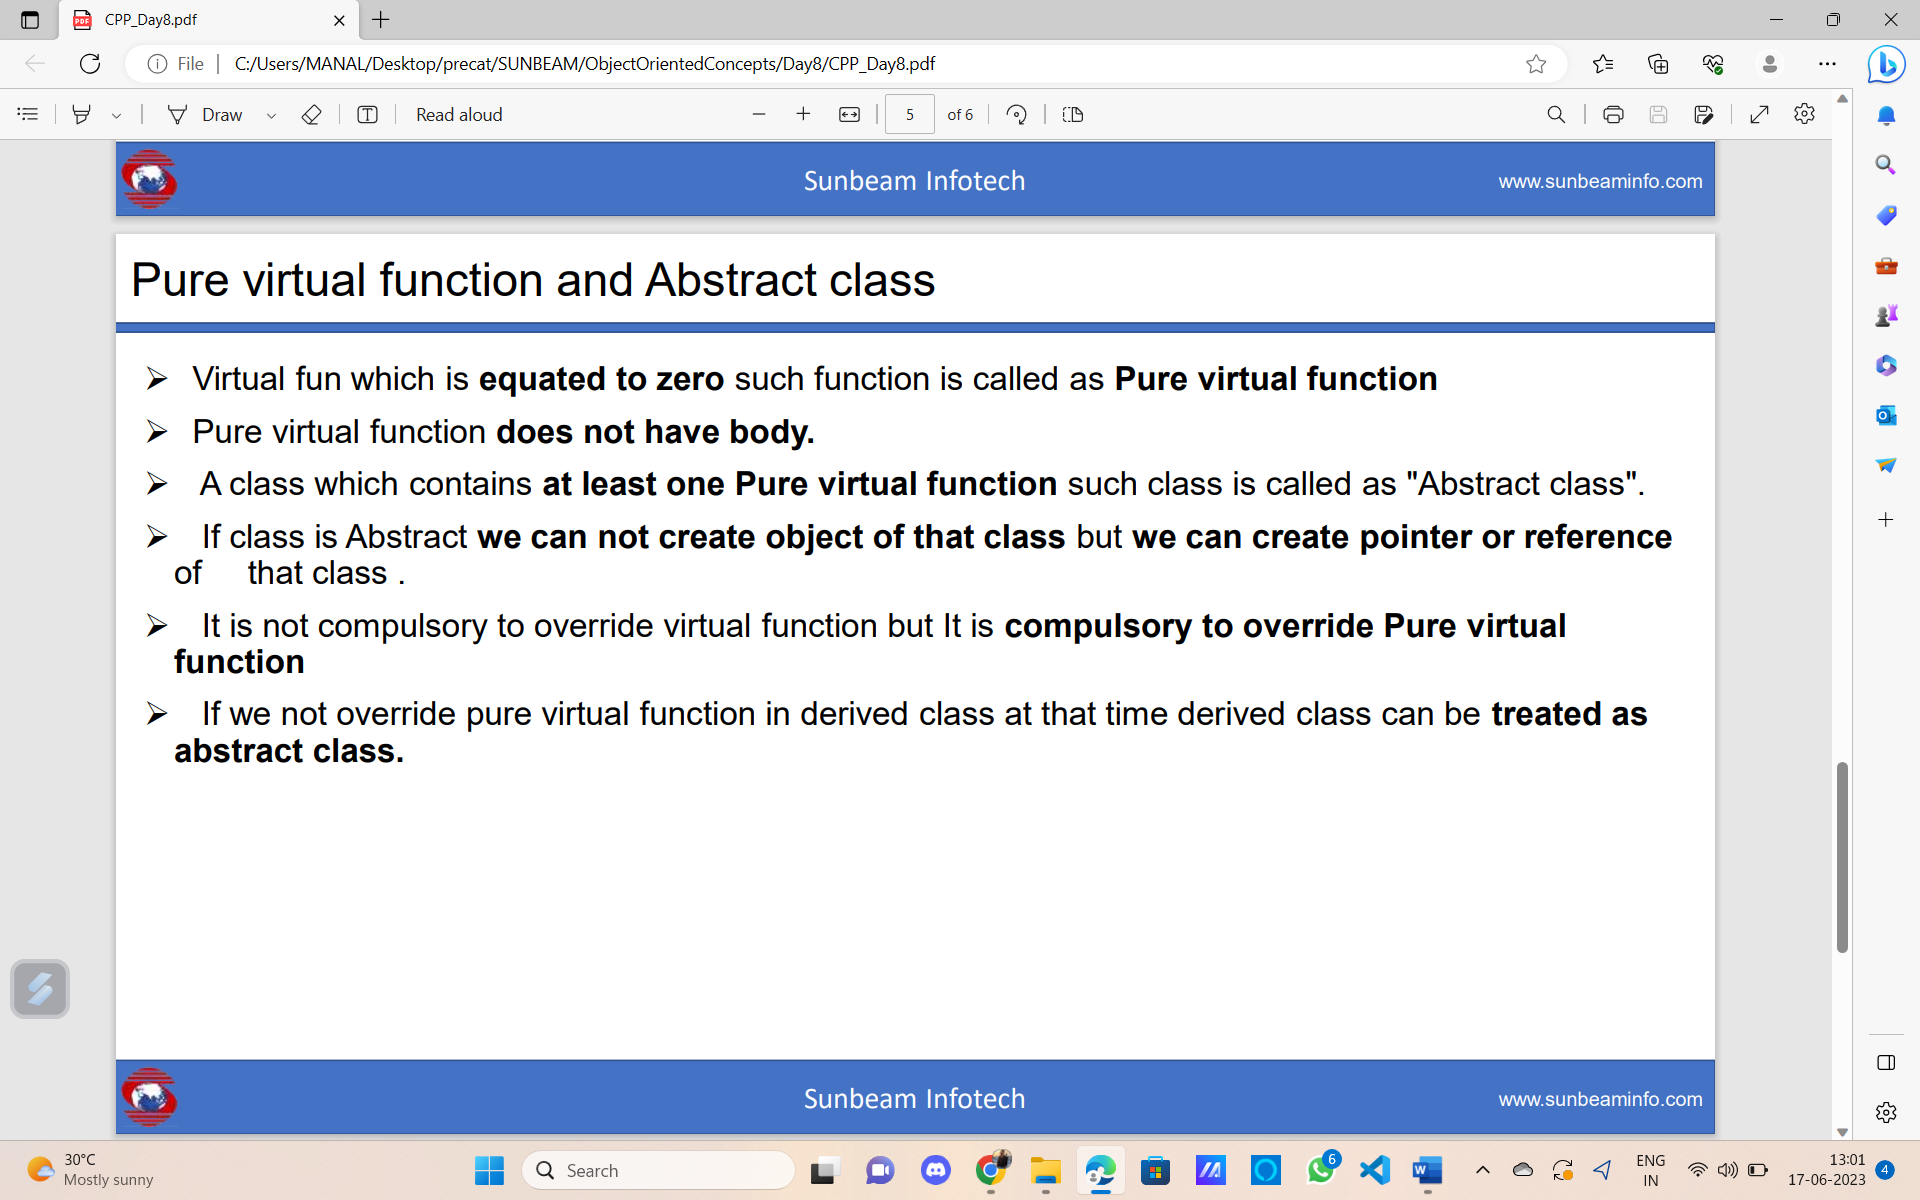 CPP_Day8.pdf
File
C:/Users/MANAL/Desktop/precat/SUNBEAM/ObjectOrientedConcepts/Day8/CPP_Day8.pdf
Draw
Read aloud
5
of 6
Sunbeam Infotech
www.sunbeaminfo.com
Pure virtual function and Abstract class
➢ Virtual fun which is equated to zero such function is called as Pure virtual function
➢ Pure virtual function does not have body.
➢ A class which contains at least one Pure virtual function such class is called as "Abstract class".
➢ If class is Abstract we can not create object of that class but we can create pointer or reference
of that class .
➢ It is not compulsory to override virtual function but It is compulsory to override Pure virtual
function
➢ If we not override pure virtual function in derived class at that time derived class can be treated as
abstract class.
Sunbeam Infotech
www.sunbeaminfo.com
30°C
Mostly sunny
Search
6
ENG
IN
13:01
17-06-2023
4